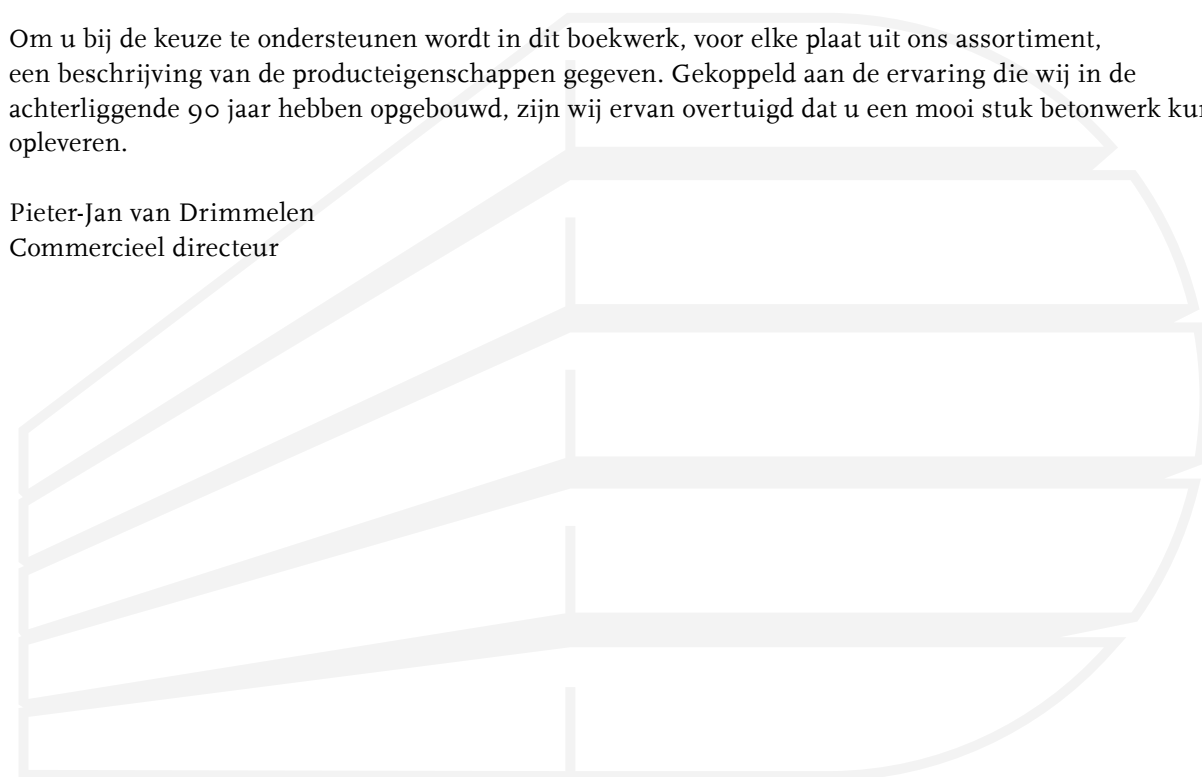 Om u bij de keuze te ondersteunen wordt in dit boekwerk, voor elke plaat uit ons assortiment,
een beschrijving van de producteigenschappen gegeven. Gekoppeld aan de ervaring die wij in de
achterliggende 90 jaar hebben opgebouwd, zijn wij ervan overtuigd dat u een mooi stuk betonwerk
opleveren.
Pieter-Jan van Drimmelen
Commercieel directeur